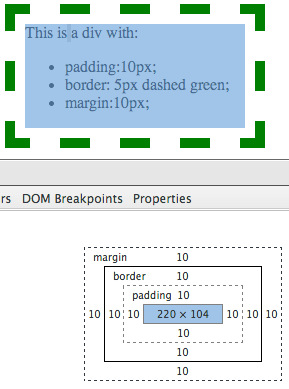 This is a div with:
padding:10px;
border: 5px dashed green;
margin:10px;
rs DOM Breakpoints Properties
margin 10
border 10
padding 10
10 10 10 220 × 104 10 10 10
10
10
10